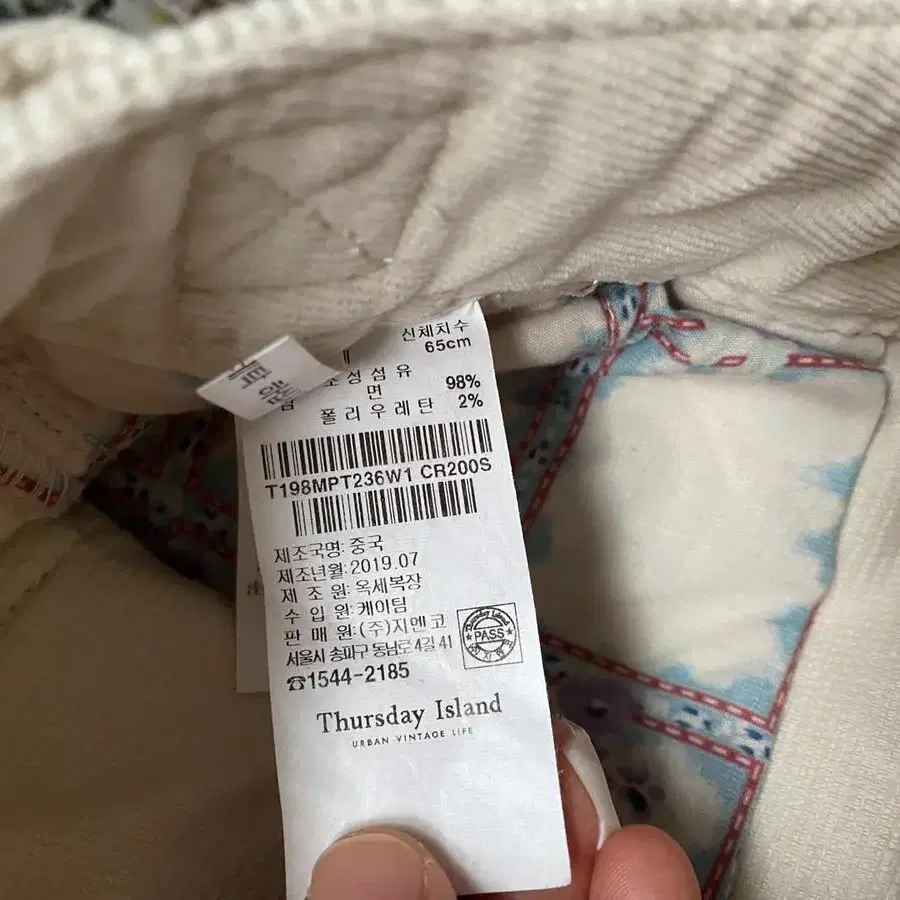 신체치수
65cm
조성섬유
면 98%
폴리우레탄 2%
T198MPT236W1 CR200S
제조국명: 중국
제조년월: 2019.07
제 조 원: 옥세복장
수 입 원: 케이팀
판 매 원: (주)지엔코
서울시 송파구 동남로4길 41
☎1544-2185
Thursday Island
PASS
Thursday Island
URBAN VINTAGE LIFE